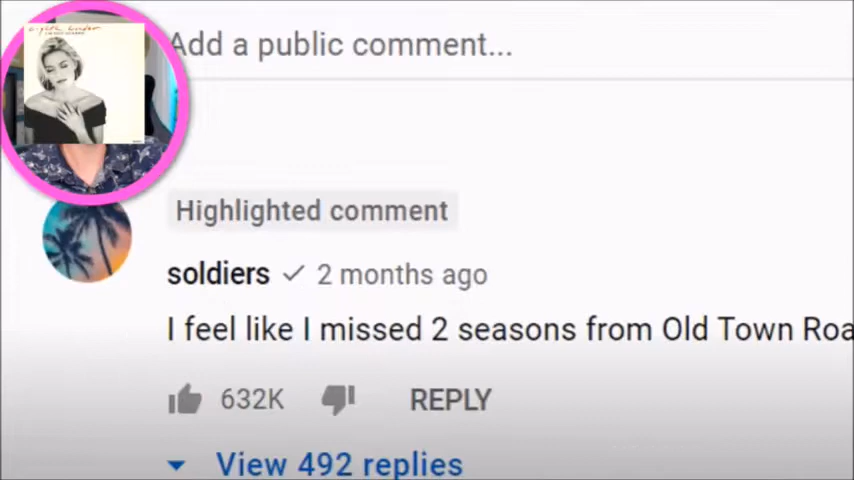 Add a public comment...
Highlighted comment
soldiers ✓ 2 months ago
I feel like I missed 2 seasons from Old Town Roa
632K REPLY
View 492 replies